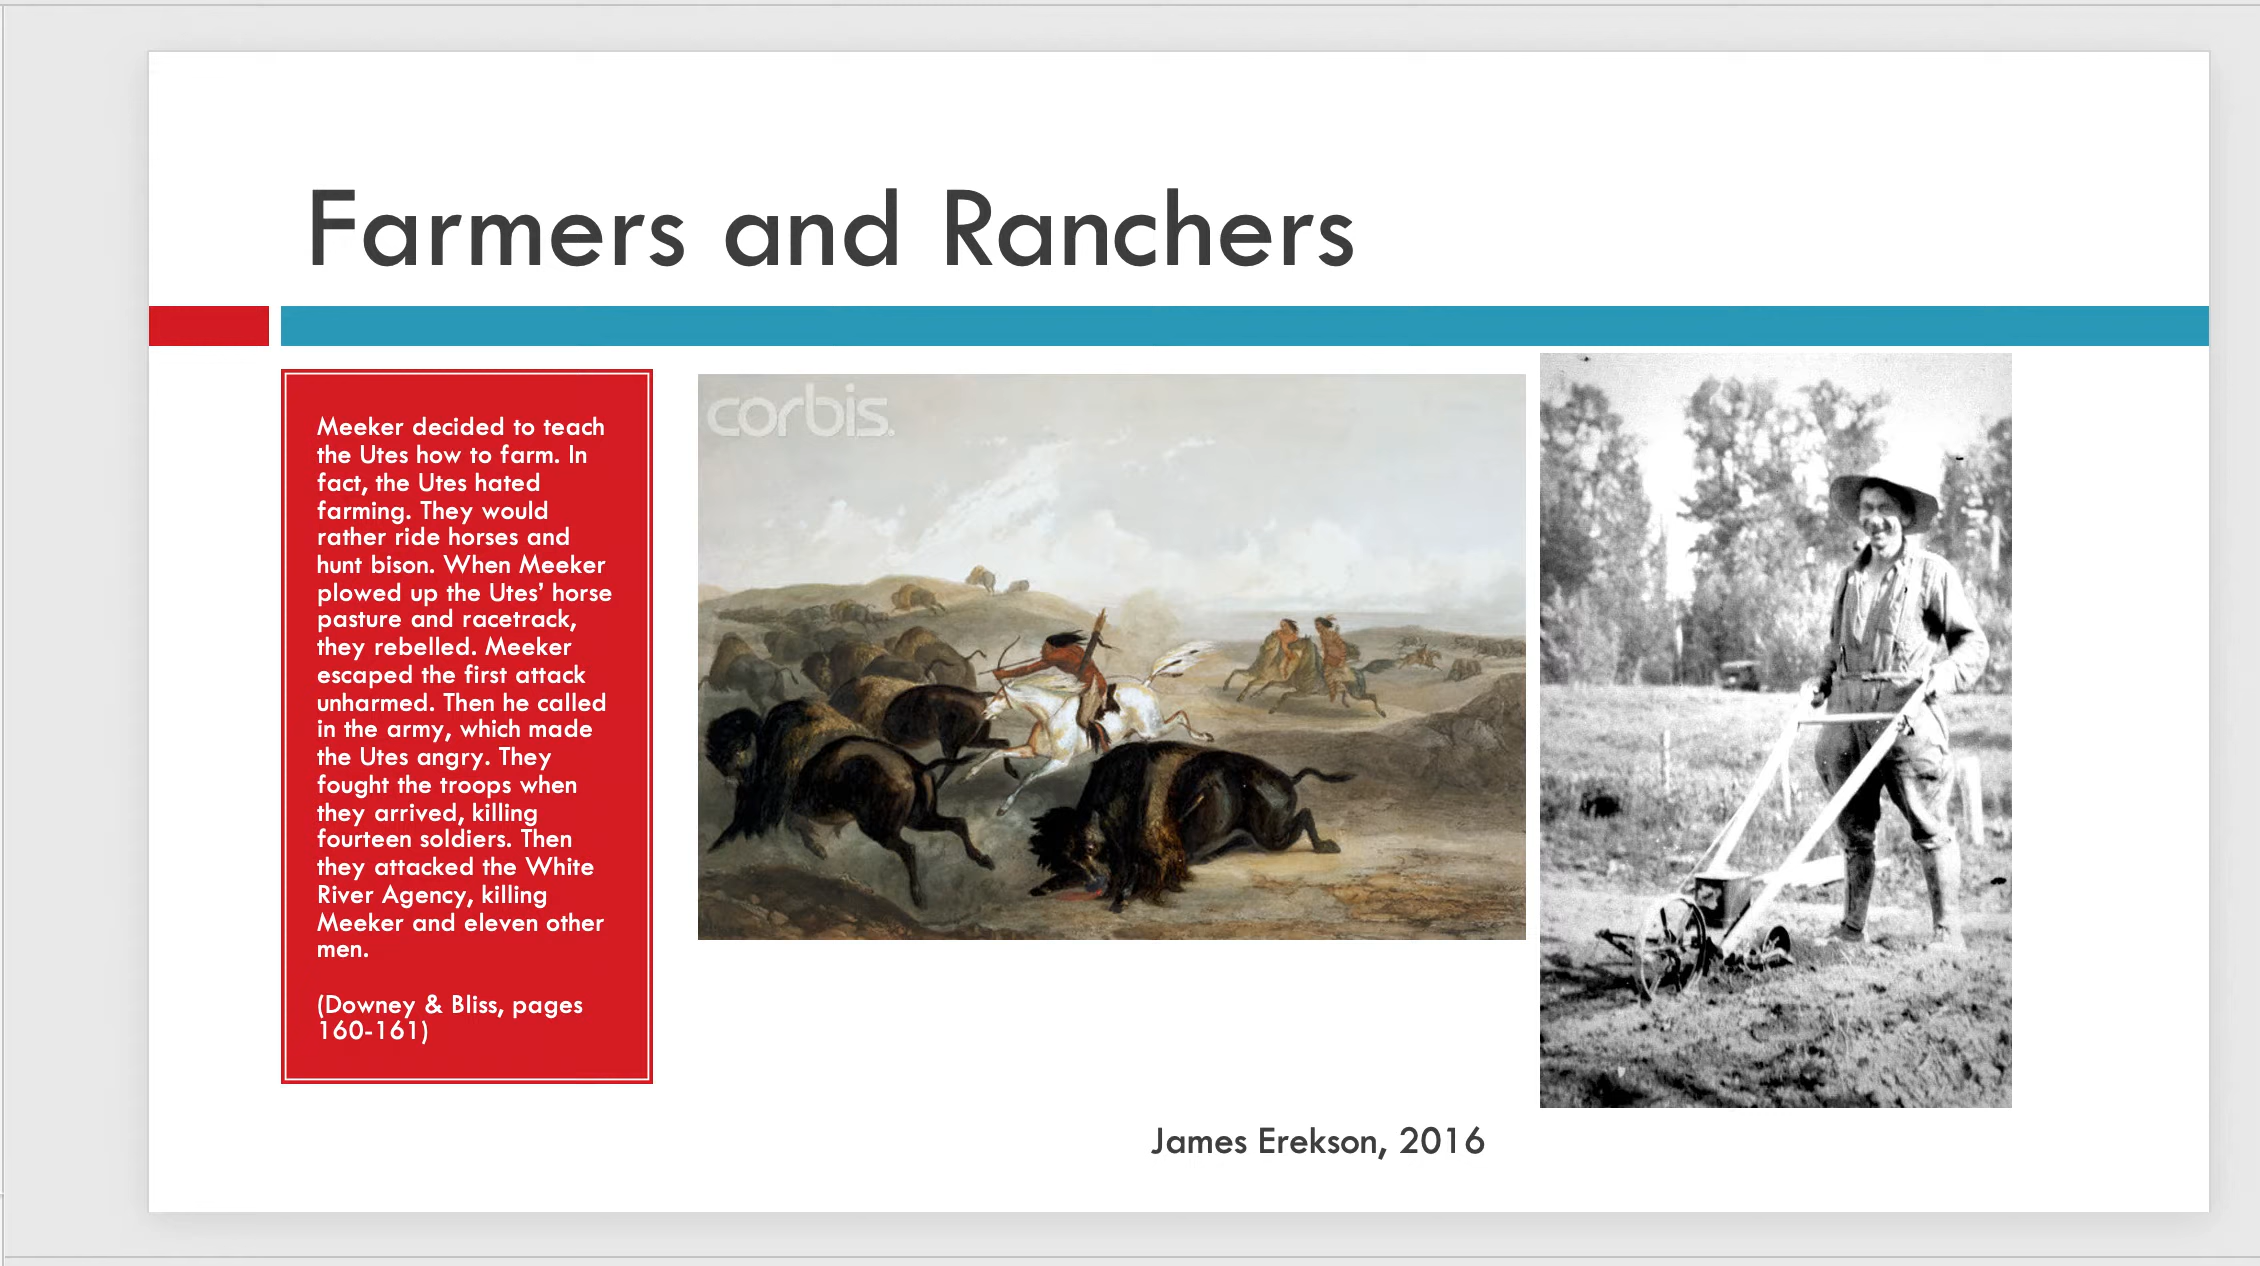 Farmers and Ranchers
Meeker decided to teach
the Utes how to farm. In
fact, the Utes hated
farming. They would
rather ride horses and
hunt bison. When Meeker
plowed up the Utes’ horse
pasture and racetrack,
they rebelled. Meeker
escaped the first attack
unharmed. Then he called
in the army, which made
the Utes angry. They
fought the troops when
they arrived, killing
fourteen soldiers. Then
they attacked the White
River Agency, killing
Meeker and eleven other
men.
(Downey & Bliss, pages
160-161)
corbis.
James Erekson, 2016